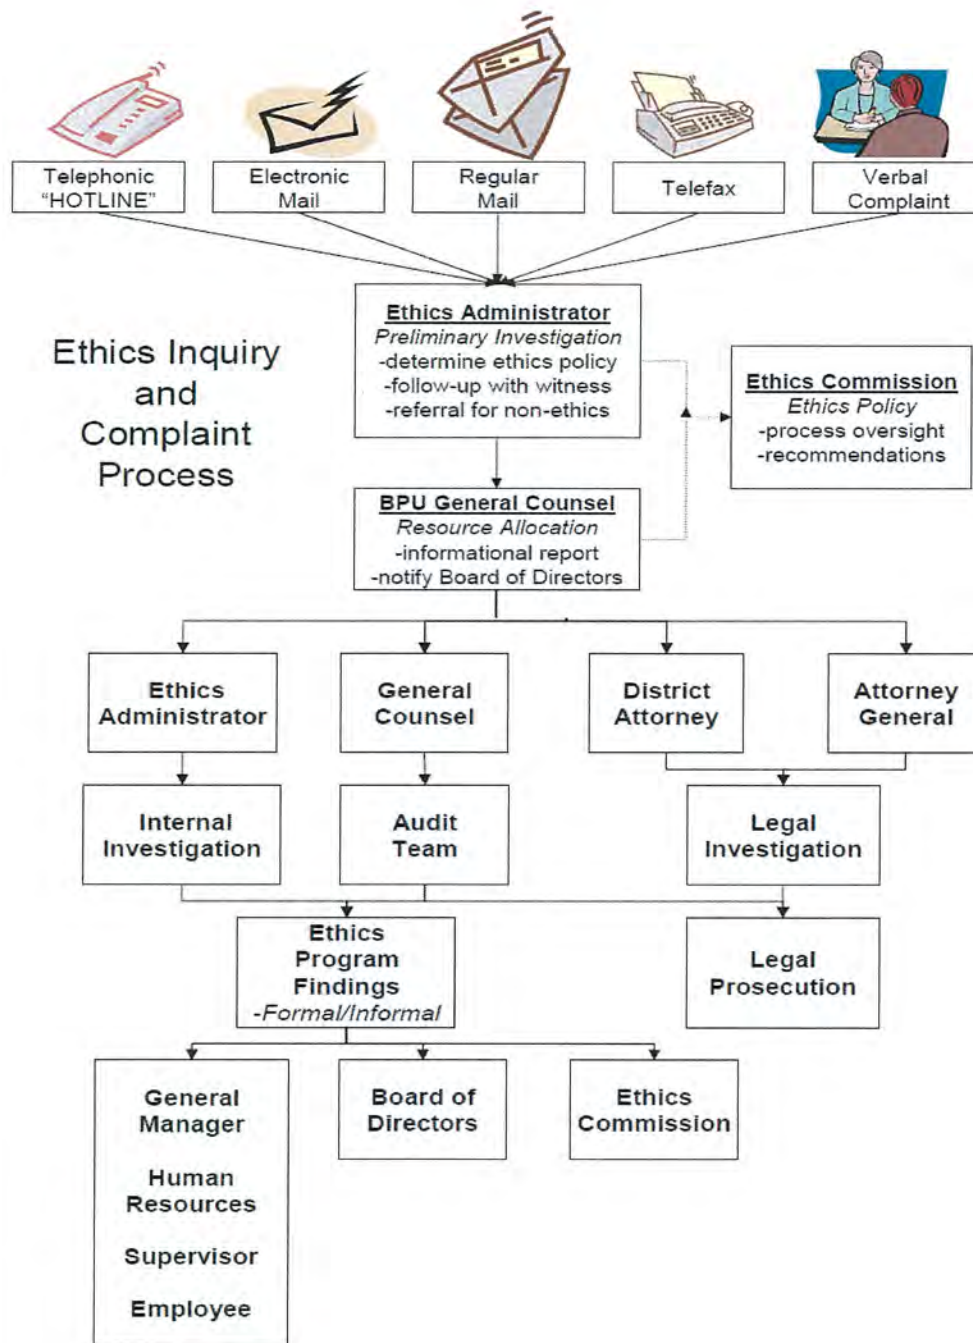 Telephonic
"HOTLINE"
Electronic
Mail
Regular
Mail
Telefax
Verbal
Complaint
Ethics Inquiry
and
Complaint
Process
Ethics Administrator
Preliminary Investigation
-determine ethics policy
-follow-up with witness
-referral for non-ethics
Ethics Commission
Ethics Policy
-process oversight
-recommendations
BPU General Counsel
Resource Allocation
-informational report
-notify Board of Directors
Ethics
Administrator
General
Counsel
District
Attorney
Attorney
General
Internal
Investigation
Audit
Team
Legal
Investigation
Ethics
Program
Findings
-Formal/Informal
Legal
Prosecution
General
Manager
Human
Resources
Supervisor
Employee
Board of
Directors
Ethics
Commission